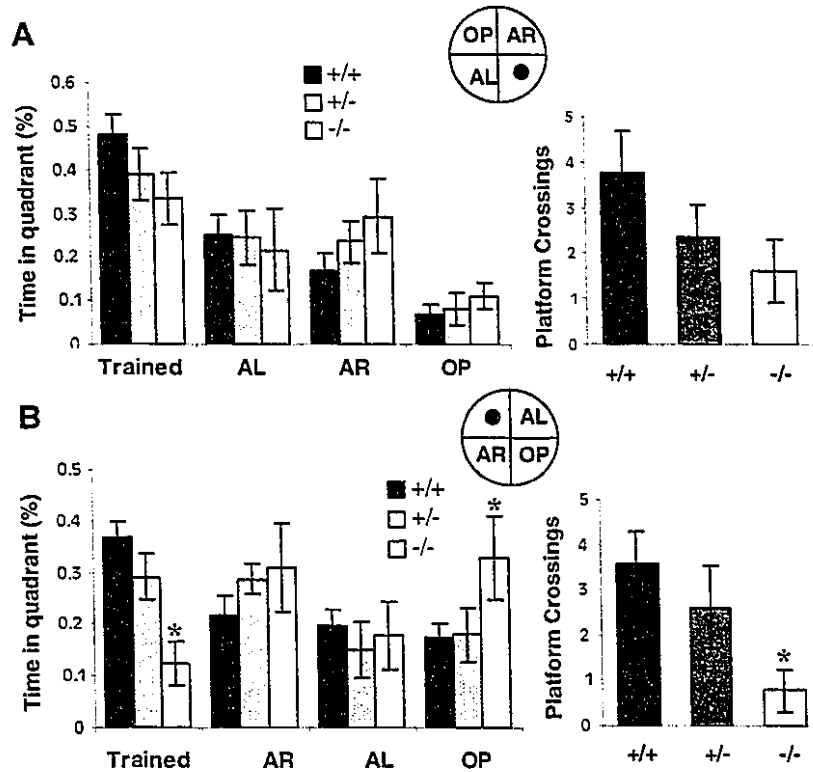 A
OP AR
AL
+/+
+/-
-/-
Time in quadrant (%)
0.6
0.5
0.4
0.3
0.2
0.1
0
Trained AL AR OP
Platform Crossings
5
4
3
2
1
0
+/+ +/- -/-
B
AL
AR OP
+/+
+/-
-/-
Time in quadrant (%)
0.5
0.4
0.3
0.2
0.1
0
* *
Trained AR AL OP
Platform Crossings
5
4
3
2
1
0
*
+/+ +/- -/-